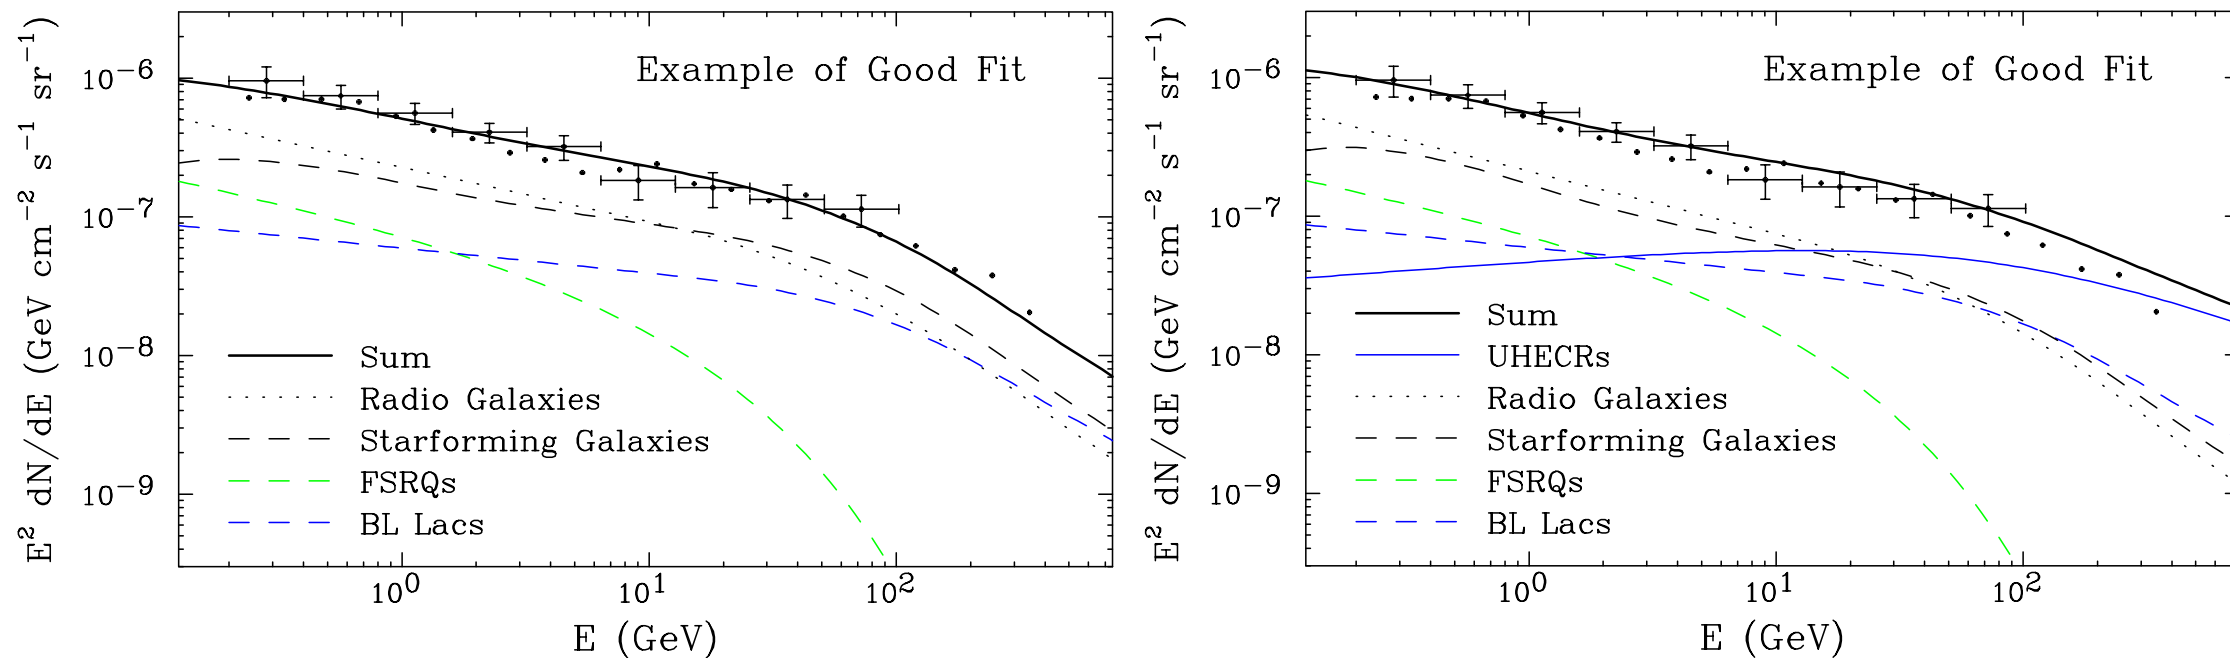 Example of Good Fit
E² dN/dE (GeV cm⁻² s⁻¹ sr⁻¹)
10⁻⁶
10⁻⁷
10⁻⁸
10⁻⁹
Sum
Radio Galaxies
Starforming Galaxies
FSRQs
BL Lacs
10⁰ 10¹ 10²
E (GeV)
Example of Good Fit
E² dN/dE (GeV cm⁻² s⁻¹ sr⁻¹)
10⁻⁶
10⁻⁷
10⁻⁸
10⁻⁹
Sum
UHECRs
Radio Galaxies
Starforming Galaxies
FSRQs
BL Lacs
10⁰ 10¹ 10²
E (GeV)